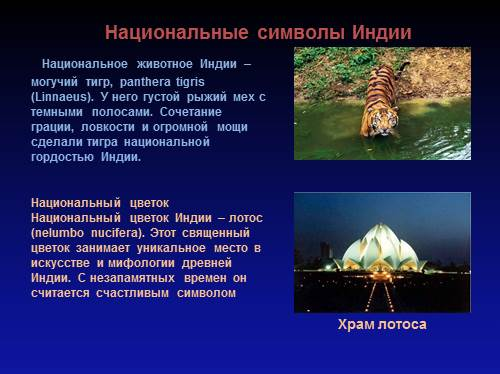 Национальные символы Индии
Национальное животное Индии –
могучий тигр, panthera tigris
(Linnaeus). У него густой рыжий мех с
темными полосами. Сочетание
грации, ловкости и огромной мощи
сделали тигра национальной
гордостью Индии.
Национальный цветок
Национальный цветок Индии – лотос
(nelumbo nucifera). Этот священный
цветок занимает уникальное место в
искусстве и мифологии древней
Индии. С незапамятных времен он
считается счастливым символом
Храм лотоса